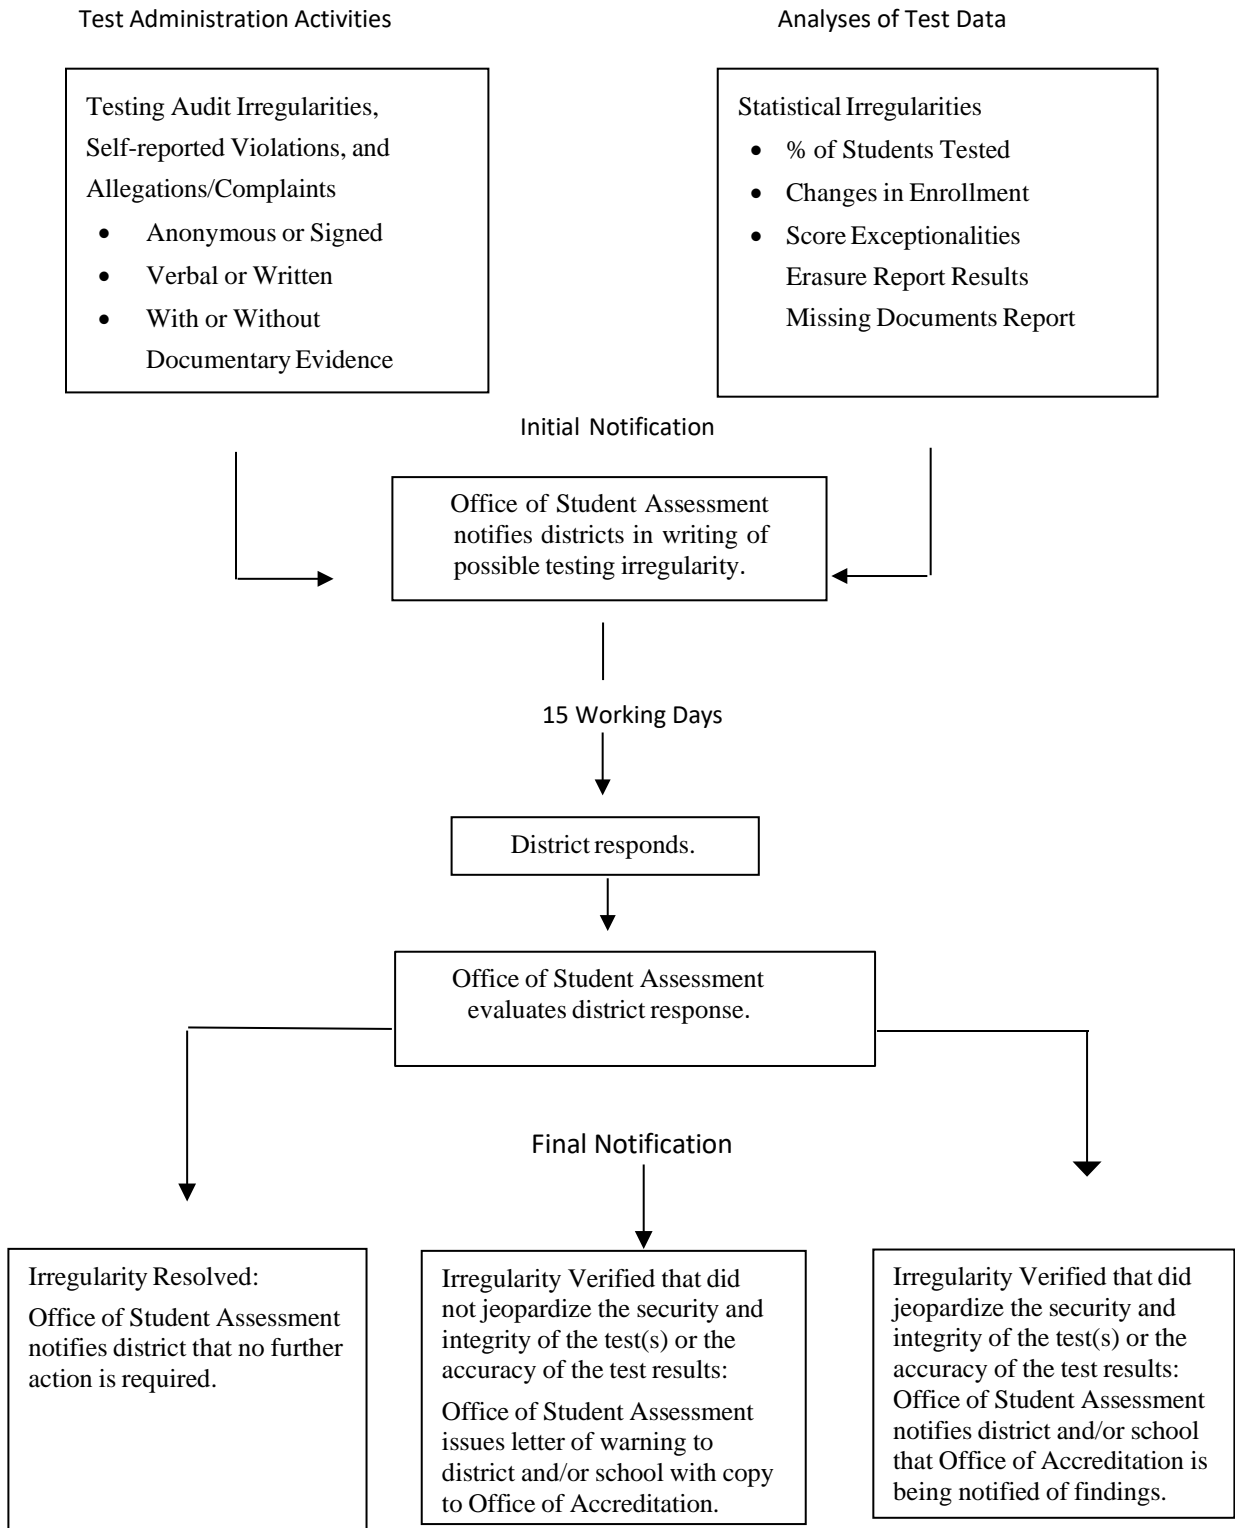 Test Administration Activities
Analyses of Test Data
Testing Audit Irregularities,
Self-reported Violations, and
Allegations/Complaints
• Anonymous or Signed
• Verbal or Written
• With or Without
Documentary Evidence
Statistical Irregularities
• % of Students Tested
• Changes in Enrollment
• Score Exceptionalities
Erasure Report Results
Missing Documents Report
Initial Notification
Office of Student Assessment
notifies districts in writing of
possible testing irregularity.
15 Working Days
District responds.
Office of Student Assessment
evaluates district response.
Final Notification
Irregularity Resolved:
Office of Student Assessment
notifies district that no further
action is required.
Irregularity Verified that did
not jeopardize the security and
integrity of the test(s) or the
accuracy of the test results:
Office of Student Assessment
issues letter of warning to
district and/or school with copy
to Office of Accreditation.
Irregularity Verified that did
jeopardize the security and
integrity of the test(s) or the
accuracy of the test results:
Office of Student Assessment
notifies district and/or school
that Office of Accreditation is
being notified of findings.